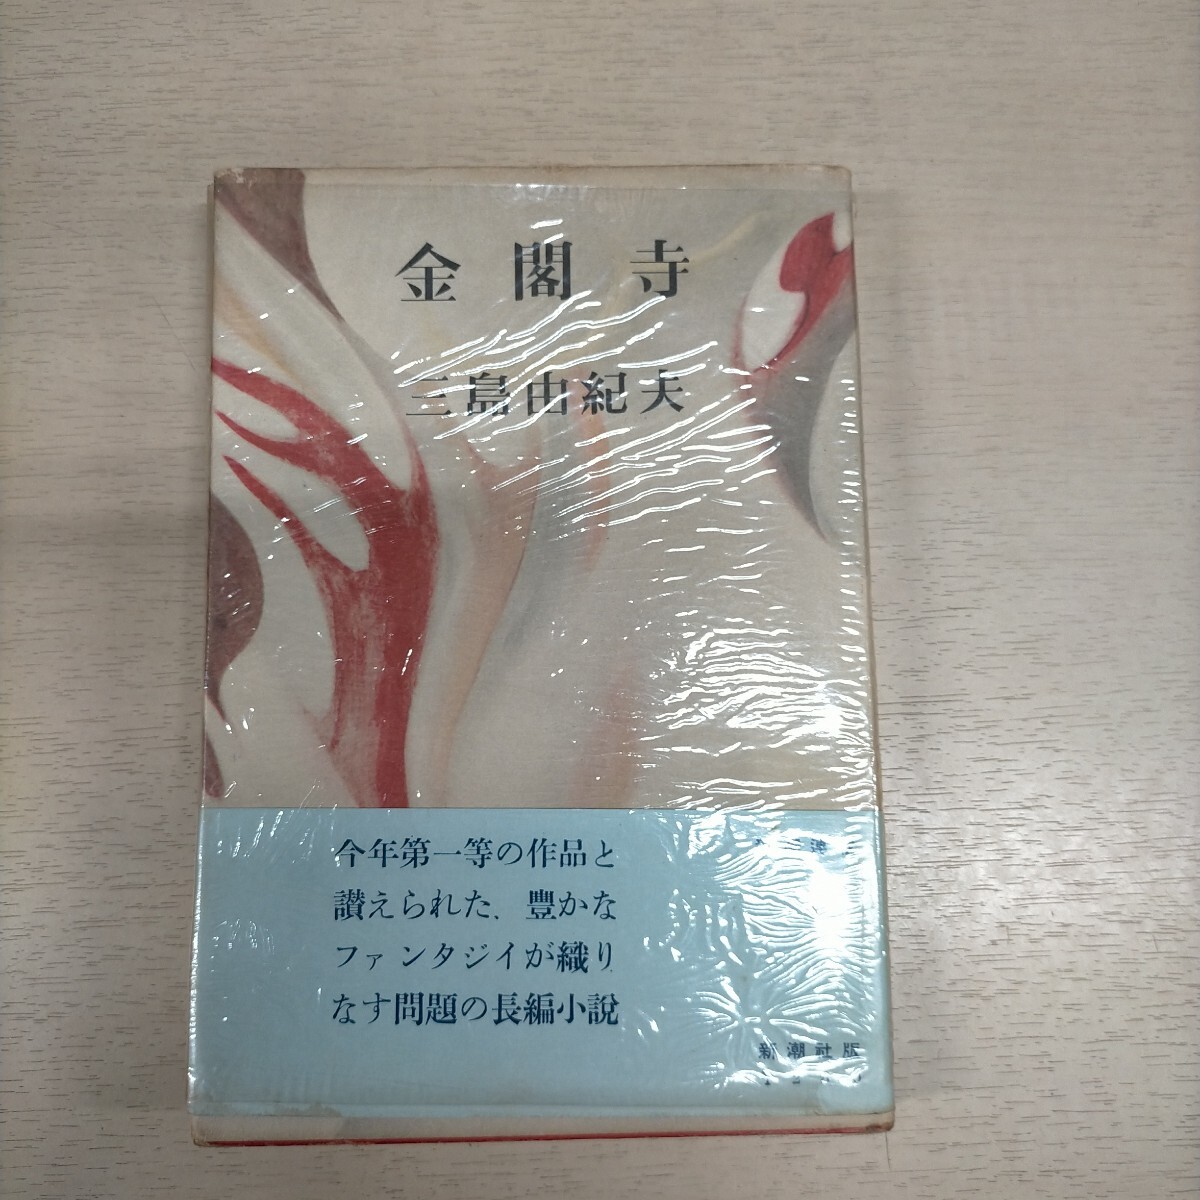 金閣寺
三島由紀夫
今年第一等の作品と
讃えられた、豊かな
ファンタジイが織り
なす問題の長編小説
新潮社版